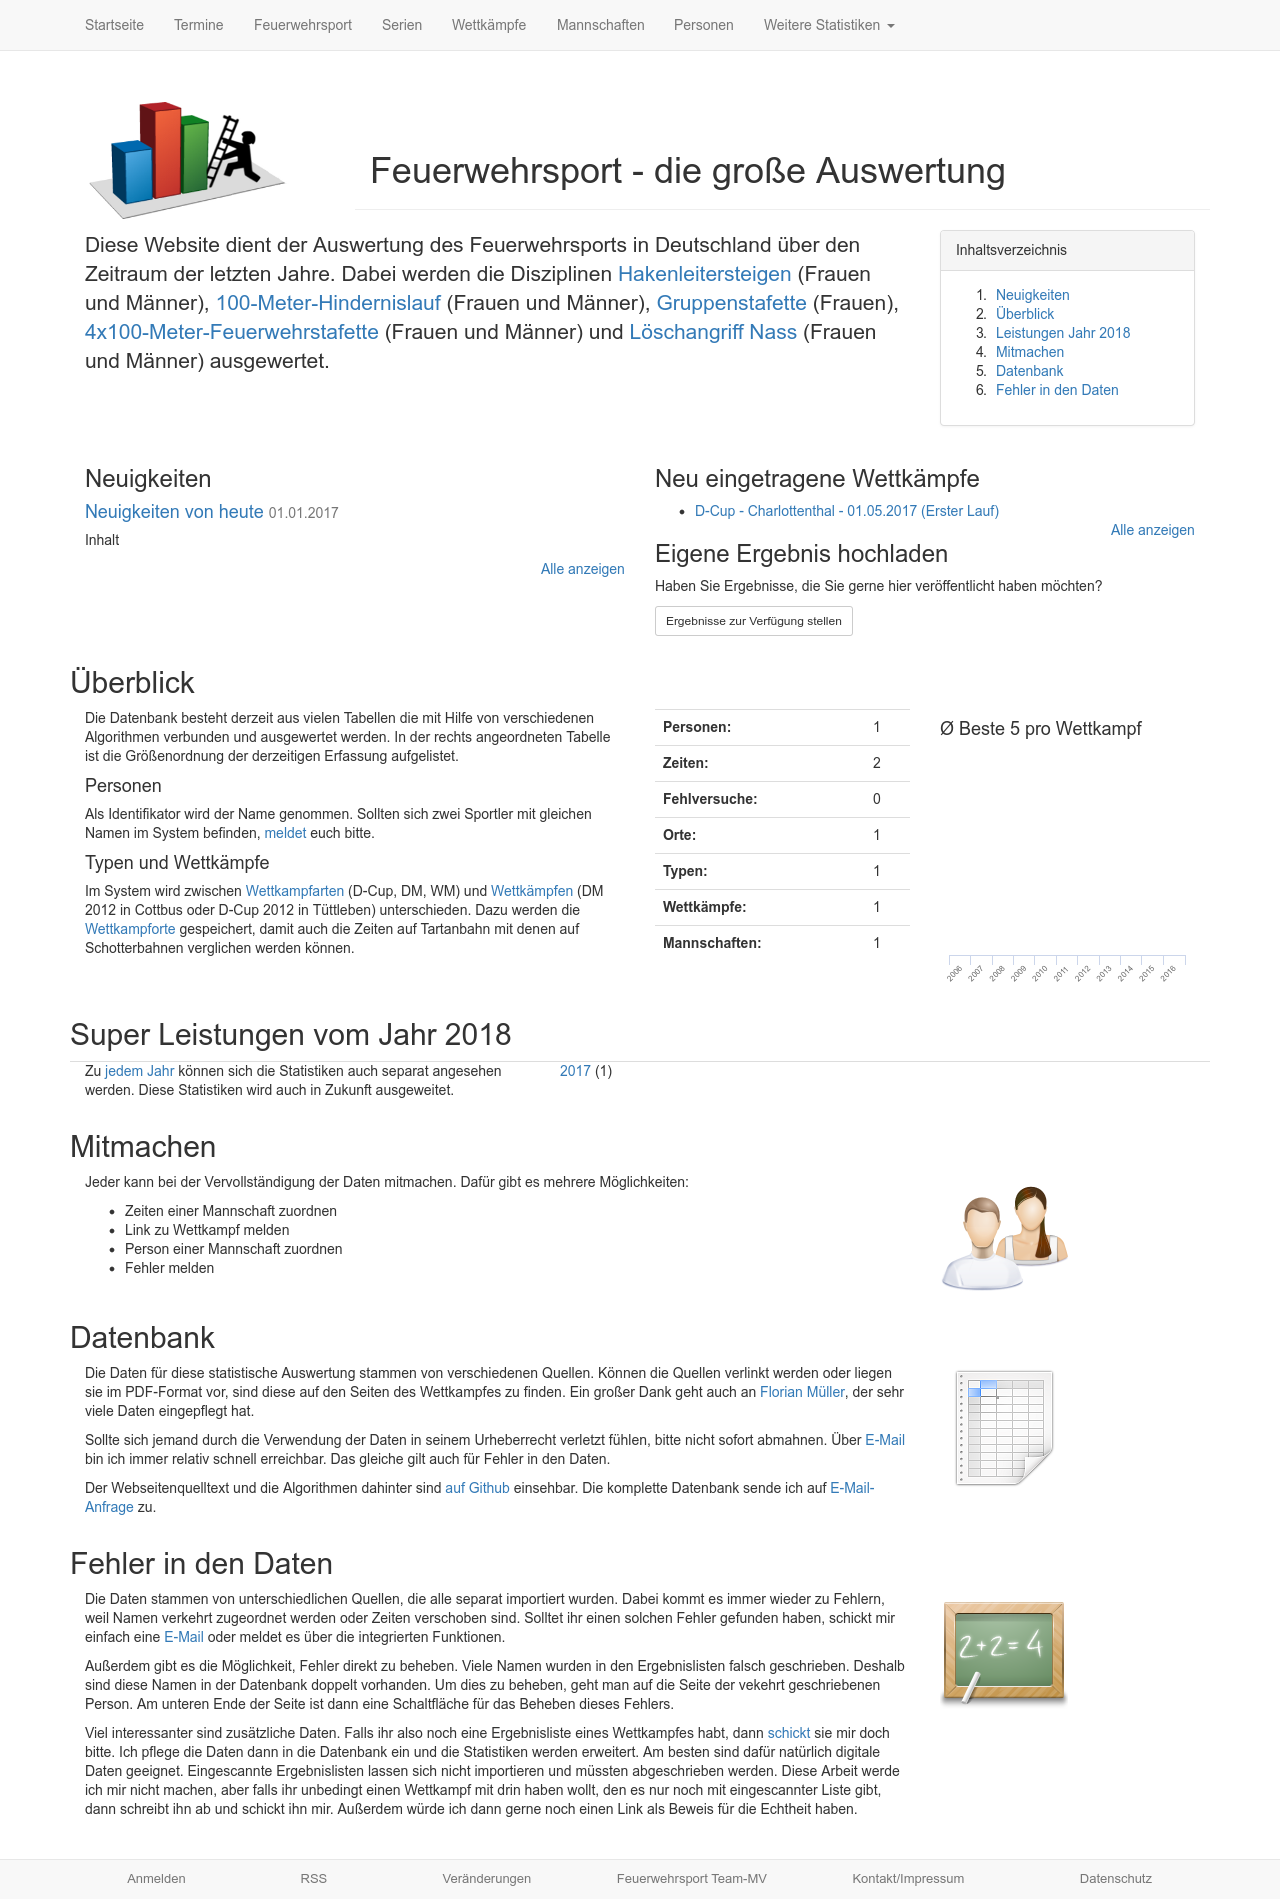 Startseite Termine Feuerwehrsport Serien Wettkämpfe Mannschaften Personen Weitere Statistiken
Feuerwehrsport - die große Auswertung
Diese Website dient der Auswertung des Feuerwehrsports in Deutschland über den
Zeitraum der letzten Jahre. Dabei werden die Disziplinen Hakenleitersteigen (Frauen
und Männer), 100-Meter-Hindernislauf (Frauen und Männer), Gruppenstafette (Frauen),
4x100-Meter-Feuerwehrstafette (Frauen und Männer) und Löschangriff Nass (Frauen
und Männer) ausgewertet.
Inhaltsverzeichnis
1. Neuigkeiten
2. Überblick
3. Leistungen Jahr 2018
4. Mitmachen
5. Datenbank
6. Fehler in den Daten
Neuigkeiten
Neuigkeiten von heute 01.01.2017
Inhalt
Alle anzeigen
Neu eingetragene Wettkämpfe
• D-Cup - Charlottenthal - 01.05.2017 (Erster Lauf)
Alle anzeigen
Eigene Ergebnis hochladen
Haben Sie Ergebnisse, die Sie gerne hier veröffentlicht haben möchten?
Ergebnisse zur Verfügung stellen
Überblick
Die Datenbank besteht derzeit aus vielen Tabellen die mit Hilfe von verschiedenen
Algorithmen verbunden und ausgewertet werden. In der rechts angeordneten Tabelle
ist die Größenordnung der derzeitigen Erfassung aufgelistet.
Personen
Als Identifikator wird der Name genommen. Sollten sich zwei Sportler mit gleichen
Namen im System befinden, meldet euch bitte.
Typen und Wettkämpfe
Im System wird zwischen Wettkampfarten (D-Cup, DM, WM) und Wettkämpfen (DM
2012 in Cottbus oder D-Cup 2012 in Tüttleben) unterschieden. Dazu werden die
Wettkampforte gespeichert, damit auch die Zeiten auf Tartanbahn mit denen auf
Schotterbahnen verglichen werden können.
Personen: 1
Zeiten: 2
Fehlversuche: 0
Orte: 1
Typen: 1
Wettkämpfe: 1
Mannschaften: 1
Ø Beste 5 pro Wettkampf
2006 2007 2008 2009 2010 2011 2012 2013 2014 2015 2016
Super Leistungen vom Jahr 2018
Zu jedem Jahr können sich die Statistiken auch separat angesehen
werden. Diese Statistiken wird auch in Zukunft ausgeweitet.
2017 (1)
Mitmachen
Jeder kann bei der Vervollständigung der Daten mitmachen. Dafür gibt es mehrere Möglichkeiten:
• Zeiten einer Mannschaft zuordnen
• Link zu Wettkampf melden
• Person einer Mannschaft zuordnen
• Fehler melden
Datenbank
Die Daten für diese statistische Auswertung stammen von verschiedenen Quellen. Können die Quellen verlinkt werden oder liegen
sie im PDF-Format vor, sind diese auf den Seiten des Wettkampfes zu finden. Ein großer Dank geht auch an Florian Müller, der sehr
viele Daten eingepflegt hat.
Sollte sich jemand durch die Verwendung der Daten in seinem Urheberrecht verletzt fühlen, bitte nicht sofort abmahnen. Über E-Mail
bin ich immer relativ schnell erreichbar. Das gleiche gilt auch für Fehler in den Daten.
Der Webseitenquelltext und die Algorithmen dahinter sind auf Github einsehbar. Die komplette Datenbank sende ich auf E-Mail-
Anfrage zu.
Fehler in den Daten
Die Daten stammen von unterschiedlichen Quellen, die alle separat importiert wurden. Dabei kommt es immer wieder zu Fehlern,
weil Namen verkehrt zugeordnet werden oder Zeiten verschoben sind. Solltet ihr einen solchen Fehler gefunden haben, schickt mir
einfach eine E-Mail oder meldet es über die integrierten Funktionen.
2+2=4
Außerdem gibt es die Möglichkeit, Fehler direkt zu beheben. Viele Namen wurden in den Ergebnislisten falsch geschrieben. Deshalb
sind diese Namen in der Datenbank doppelt vorhanden. Um dies zu beheben, geht man auf die Seite der vekehrt geschriebenen
Person. Am unteren Ende der Seite ist dann eine Schaltfläche für das Beheben dieses Fehlers.
Viel interessanter sind zusätzliche Daten. Falls ihr also noch eine Ergebnisliste eines Wettkampfes habt, dann schickt sie mir doch
bitte. Ich pflege die Daten dann in die Datenbank ein und die Statistiken werden erweitert. Am besten sind dafür natürlich digitale
Daten geeignet. Eingescannte Ergebnislisten lassen sich nicht importieren und müssten abgeschrieben werden. Diese Arbeit werde
ich mir nicht machen, aber falls ihr unbedingt einen Wettkampf mit drin haben wollt, den es nur noch mit eingescannter Liste gibt,
dann schreibt ihn ab und schickt ihn mir. Außerdem würde ich dann gerne noch einen Link als Beweis für die Echtheit haben.
Anmelden RSS Veränderungen Feuerwehrsport Team-MV Kontakt/Impressum Datenschutz